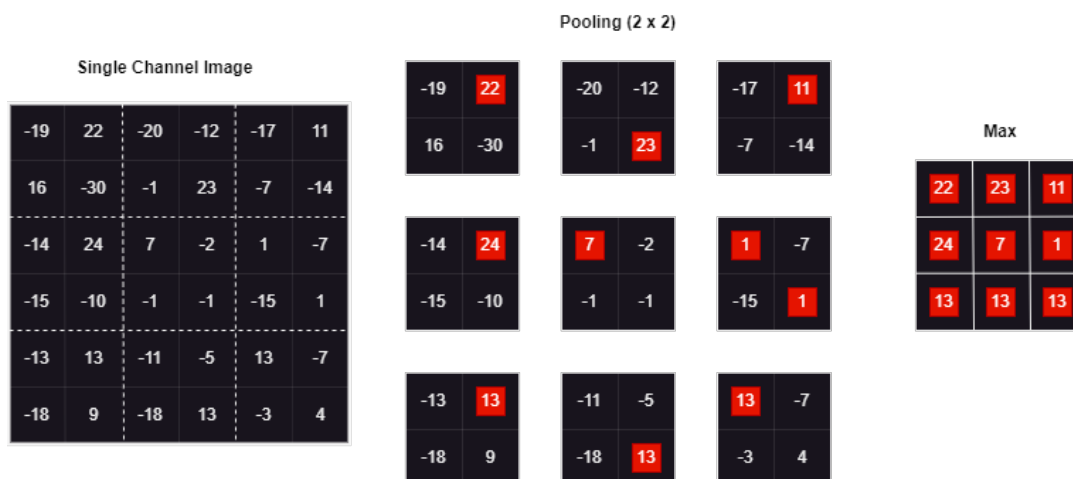 Pooling (2 x 2)
Single Channel Image
-19 22 -20 -12 -17 11
16 -30 -1 23 -7 -14
-14 24 7 -2 1 -7
-15 -10 -1 -1 -15 1
-13 13 -11 -5 13 -7
-18 9 -18 13 -3 4
-19 22
16 -30
-20 -12
-1 23
-17 11
-7 -14
-14 24
-15 -10
7 -2
-1 -1
1 -7
-15 1
-13 13
-18 9
-11 -5
-18 13
13 -7
-3 4
Max
22 23 11
24 7 1
13 13 13